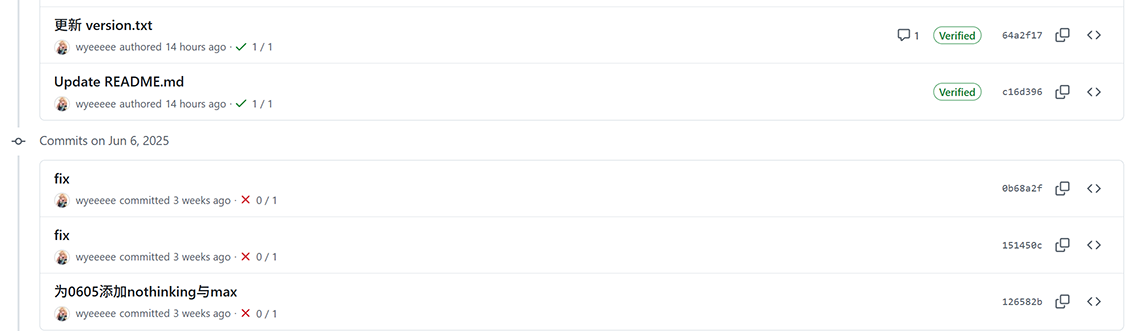 更新 version.txt
wyeeeee authored 14 hours ago · 1 / 1
1 Verified 64a2f17
Update README.md
wyeeeee authored 14 hours ago · 1 / 1
Verified c16d396
Commits on Jun 6, 2025
fix
wyeeeee committed 3 weeks ago · 0 / 1
0b68a2f
fix
wyeeeee committed 3 weeks ago · 0 / 1
151450c
为0605添加nothinking与max
wyeeeee committed 3 weeks ago · 0 / 1
126582b